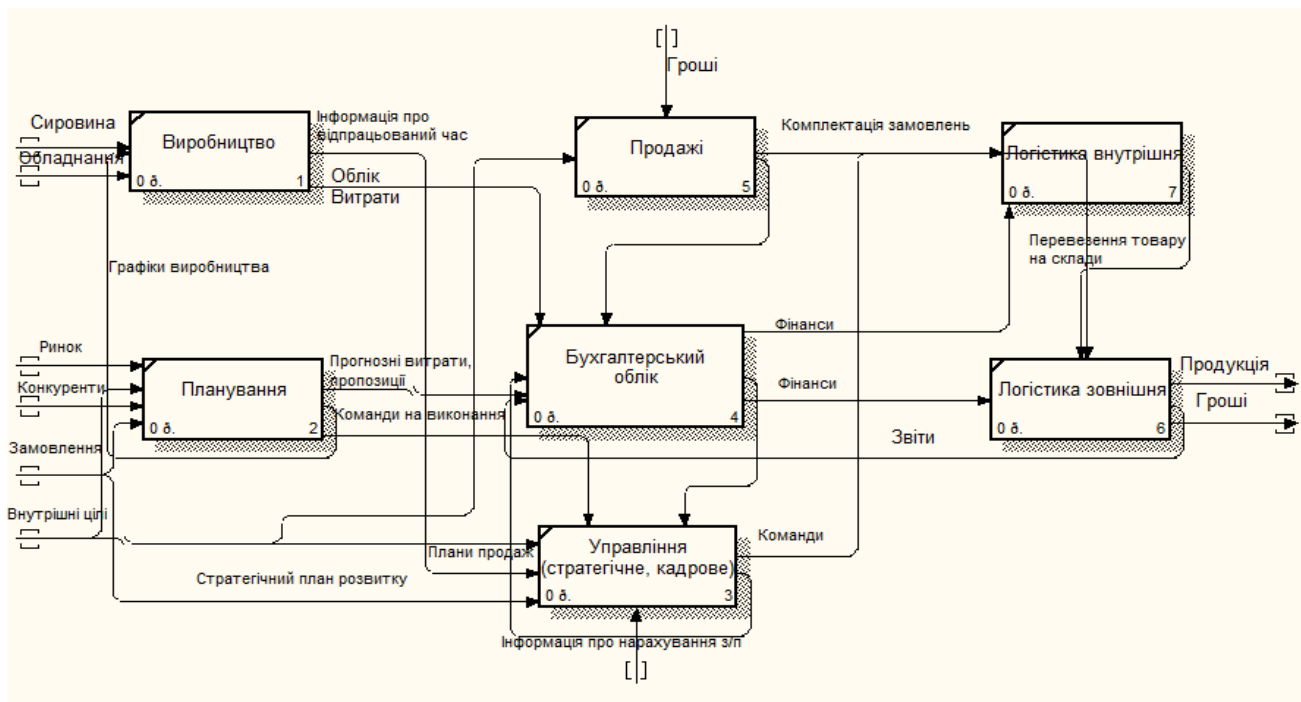 Гроші
Сировина
Виробництво
Інформація про
відпрацьований час
Продажі
Комплектація замовлень
Логістика внутрішня
Обладнання
0 ð.
1
Облік
Витрати
0 ð.
5
0 ð.
7
Графіки виробництва
Перевезення товару
на склади
Ринок
Планування
Прогнозні витрати,
пропозиції
Бухгалтерський
облік
Фінанси
Фінанси
Логістика зовнішня
Продукція
Конкуренти
Команди на виконання
0 ð.
2
0 ð.
4
0 ð.
6
Гроші
Звіти
Замовлення
Внутрішні цілі
Плани продаж
Управління
(стратегічне, кадрове)
Команди
Стратегічний план розвитку
0 ð.
3
Інформація про нарахування з/п